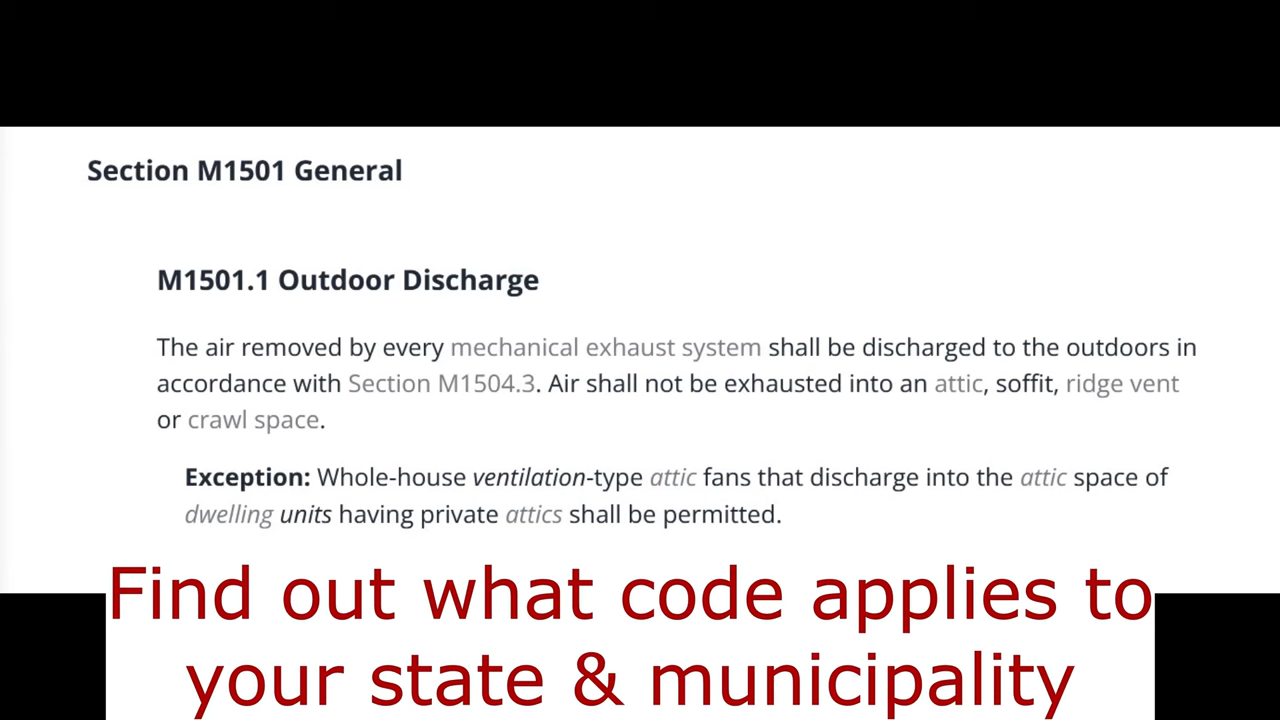 Section M1501 General
M1501.1 Outdoor Discharge
The air removed by every mechanical exhaust system shall be discharged to the outdoors in
accordance with Section M1504.3. Air shall not be exhausted into an attic, soffit, ridge vent
or crawl space.
Exception: Whole-house ventilation-type attic fans that discharge into the attic space of
dwelling units having private attics shall be permitted.
Find out what code applies to
your state & municipality